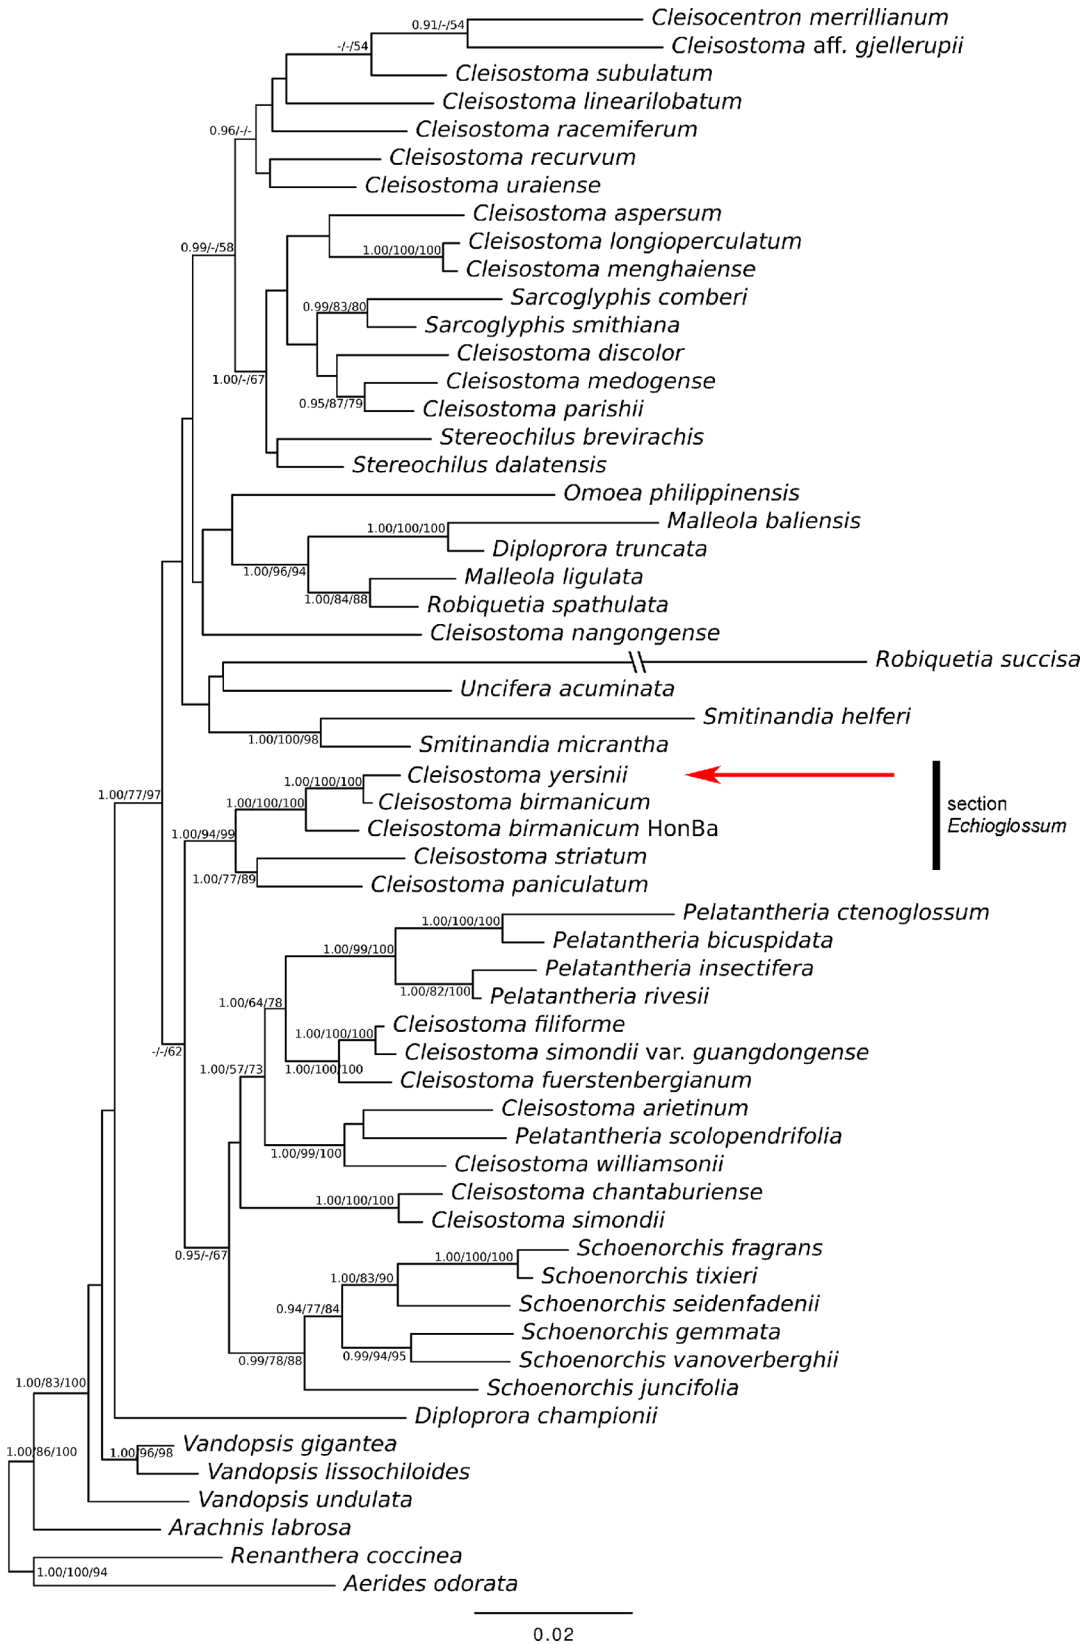 Cleisocentron merrillianum
0.91/-/54
Cleisostoma aff. gjellerupii
-/-/54
Cleisostoma subulatum
Cleisostoma linearilobatum
Cleisostoma racemiferum
0.96/-/-
Cleisostoma recurvum
Cleisostoma uraiense
Cleisostoma aspersum
Cleisostoma longioperculatum
0.99/-/58
1.00/100/100
Cleisostoma menghaiense
Sarcoglyphis comberi
0.99/83/80
Sarcoglyphis smithiana
Cleisostoma discolor
1.00/-/67
Cleisostoma medogense
0.95/87/79
Cleisostoma parishii
Stereochilus brevirachis
Stereochilus dalatensis
Omoea philippinensis
Malleola baliensis
1.00/100/100
Diploprora truncata
1.00/96/94
Malleola ligulata
1.00/84/88
Robiquetia spathulata
Cleisostoma nangongense
Robiquetia succisa
Uncifera acuminata
Smitinandia helferi
1.00/100/98
Smitinandia micrantha
Cleisostoma yersinii
1.00/100/100
1.00/77/97
1.00/100/100
Cleisostoma birmanicum
section
Echioglossum
Cleisostoma birmanicum HonBa
1.00/94/99
Cleisostoma striatum
1.00/77/89
Cleisostoma paniculatum
Pelatantheria ctenoglossum
1.00/100/100
Pelatantheria bicuspidata
1.00/99/100
Pelatantheria insectifera
1.00/82/100
Pelatantheria rivesii
1.00/64/78
Cleisostoma filiforme
1.00/100/100
Cleisostoma simondii var. guangdongense
-/-/62
1.00/57/73
1.00/100/100
Cleisostoma fuerstenbergianum
Cleisostoma arietinum
Pelatantheria scolopendrifolia
1.00/99/100
Cleisostoma williamsonii
Cleisostoma chantaburiense
1.00/100/100
Cleisostoma simondii
0.95/-/67
Schoenorchis fragrans
1.00/100/100
Schoenorchis tixieri
1.00/83/90
Schoenorchis seidenfadenii
0.94/77/84
Schoenorchis gemmata
0.99/94/95
Schoenorchis vanoverberghii
0.99/78/88
Schoenorchis juncifolia
1.00/83/100
Diploprora championii
Vandopsis gigantea
1.00/86/100
1.00/96/98
Vandopsis lissochiloides
Vandopsis undulata
Arachnis labrosa
Renanthera coccinea
1.00/100/94
Aerides odorata
0.02